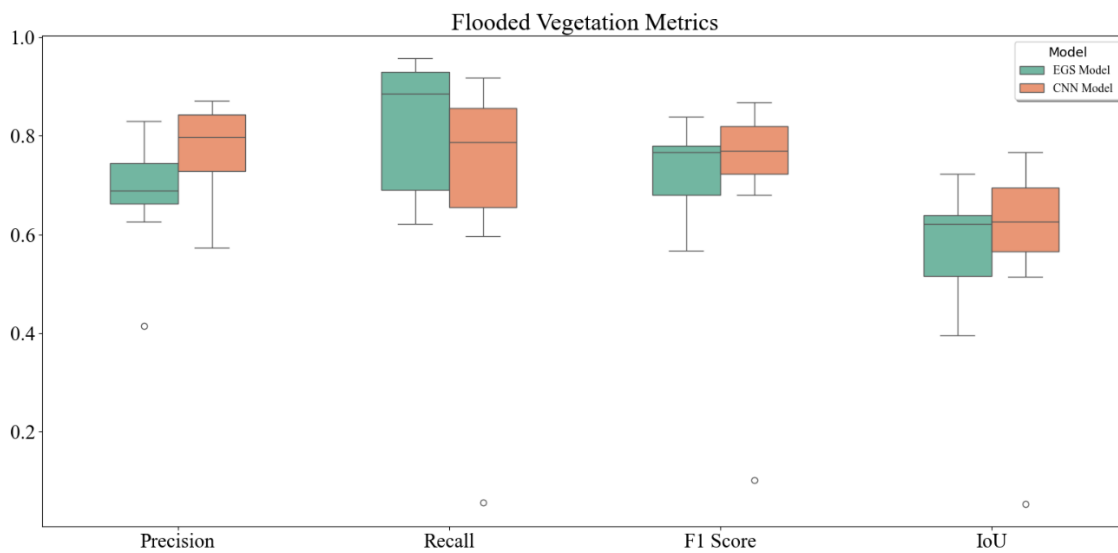 Flooded Vegetation Metrics
1.0
0.8
0.6
0.4
0.2
Model
EGS Model
CNN Model
Precision
Recall
F1 Score
IoU